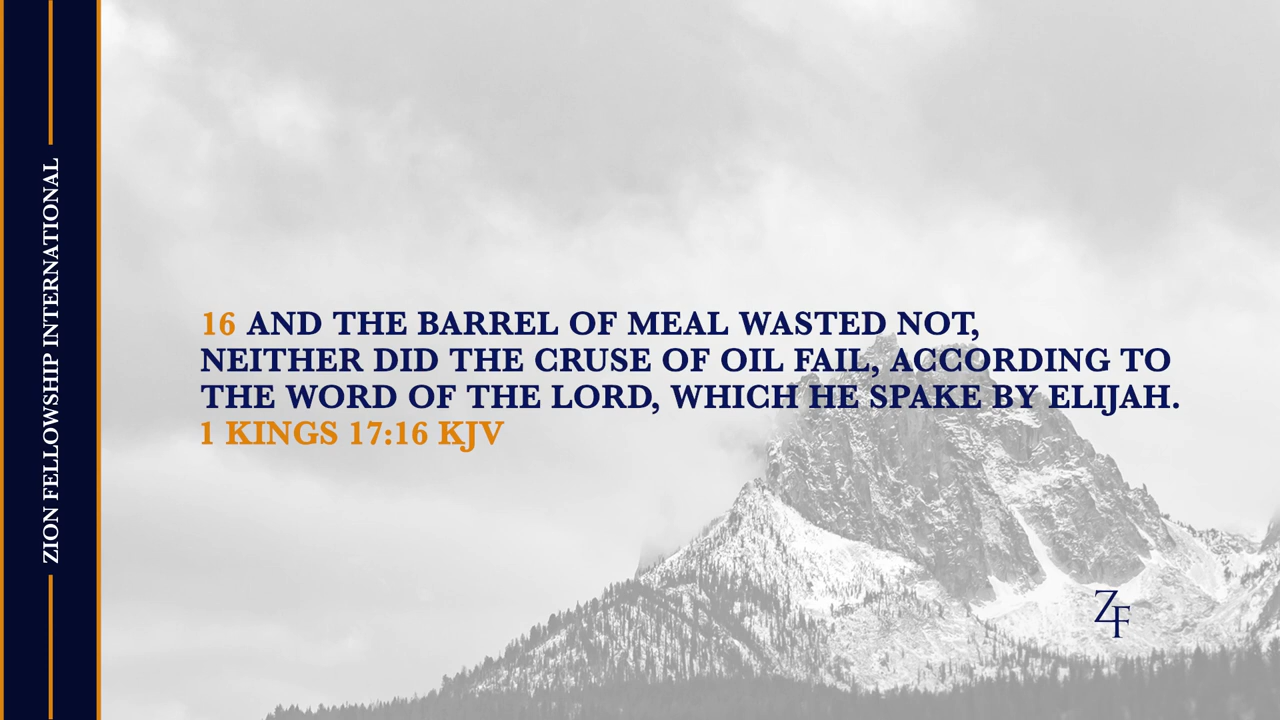 ZION FELLOWSHIP INTERNATIONAL
16 AND THE BARREL OF MEAL WASTED NOT,
NEITHER DID THE CRUSE OF OIL FAIL, ACCORDING TO
THE WORD OF THE LORD, WHICH HE SPAKE BY ELIJAH.
1 KINGS 17:16 KJV
ZF